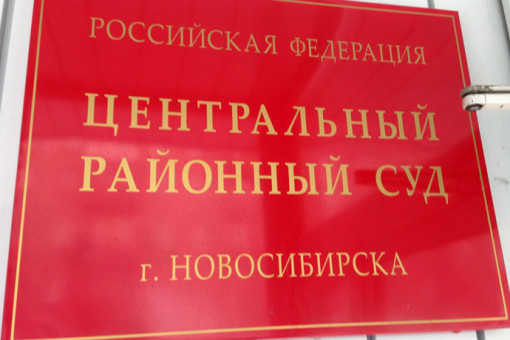 РОССИЙСКАЯ ФЕДЕРАЦИЯ
ЦЕНТРАЛЬНЫЙ
РАЙОННЫЙ СУД
г. НОВОСИБИРСКА